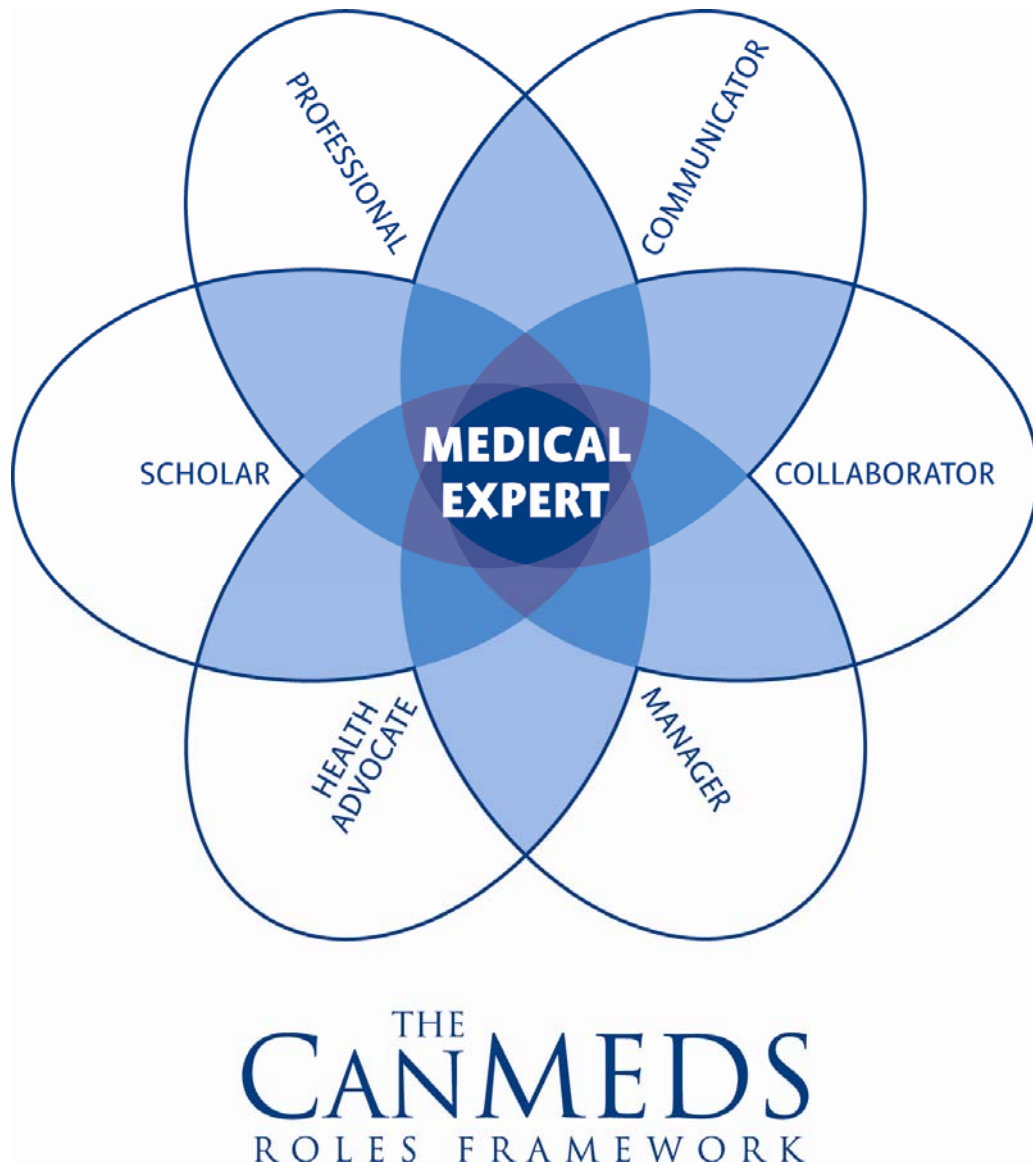 PROFESSIONAL
COMMUNICATOR
SCHOLAR
MEDICAL
EXPERT
COLLABORATOR
HEALTH
ADVOCATE
MANAGER
THE
CANMEDS
ROLES FRAMEWORK